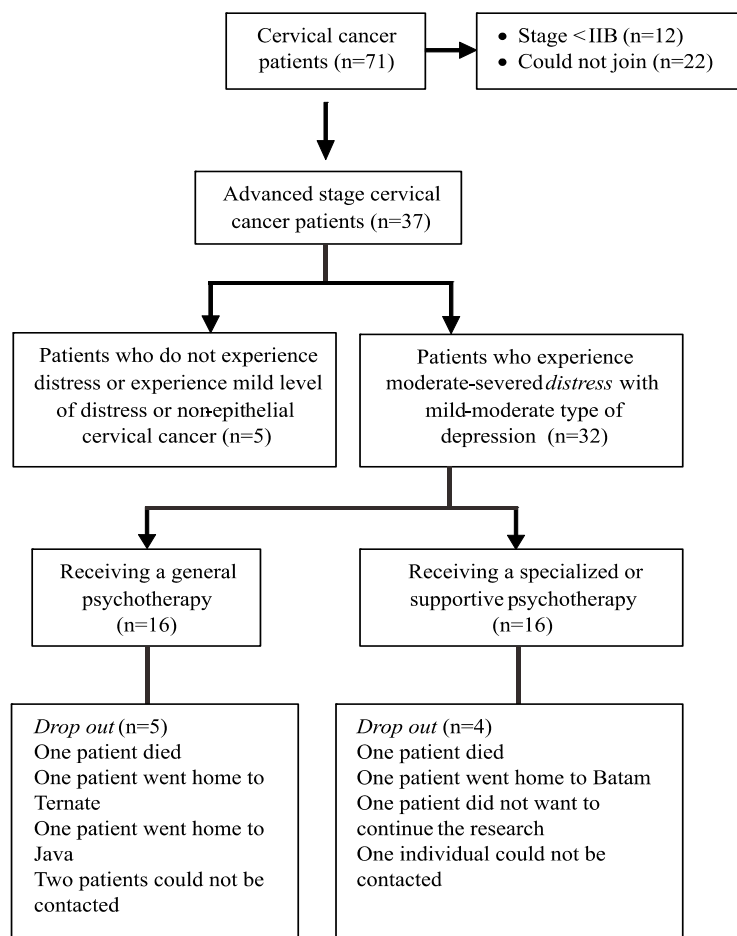 Cervical cancer
patients (n=71)
• Stage <IIB (n=12)
• Could not join (n=22)
Advanced stage cervical
cancer patients (n=37)
Patients who do not experience
distress or experience mild level
of distress or non-epithelial
cervical cancer (n=5)
Patients who experience
moderate-severed distress with
mild-moderate type of
depression (n=32)
Receiving a general
psychotherapy
(n=16)
Receiving a specialized or
supportive psychotherapy
(n=16)
Drop out (n=5)
One patient died
One patient went home to
Ternate
One patient went home to
Java
Two patients could not be
contacted
Drop out (n=4)
One patient died
One patient went home to Batam
One patient did not want to
continue the research
One individual could not be
contacted